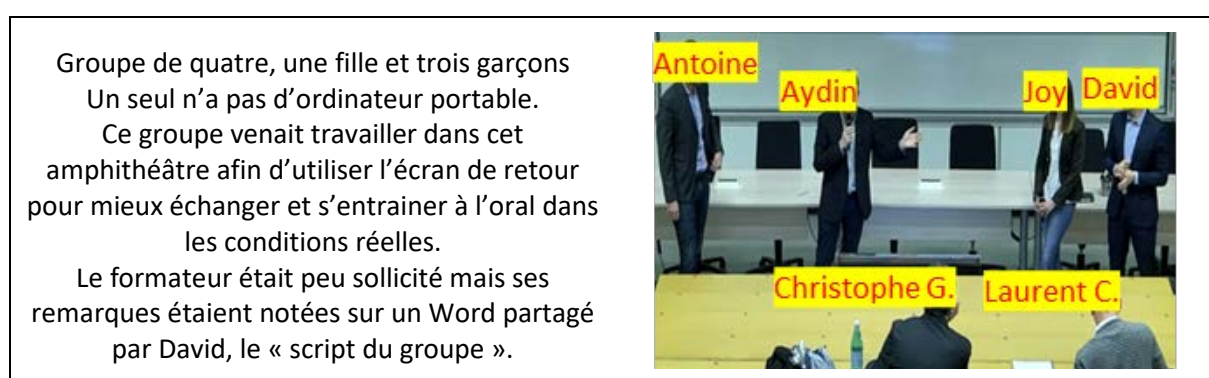 Groupe de quatre, une fille et trois garçons
Un seul n’a pas d’ordinateur portable.
Ce groupe venait travailler dans cet
amphithéâtre afin d’utiliser l’écran de retour
pour mieux échanger et s’entrainer à l’oral dans
les conditions réelles.
Le formateur était peu sollicité mais ses
remarques étaient notées sur un Word partagé
par David, le « script du groupe ».
Antoine
Aydin
Joy
David
Christophe G.
Laurent C.